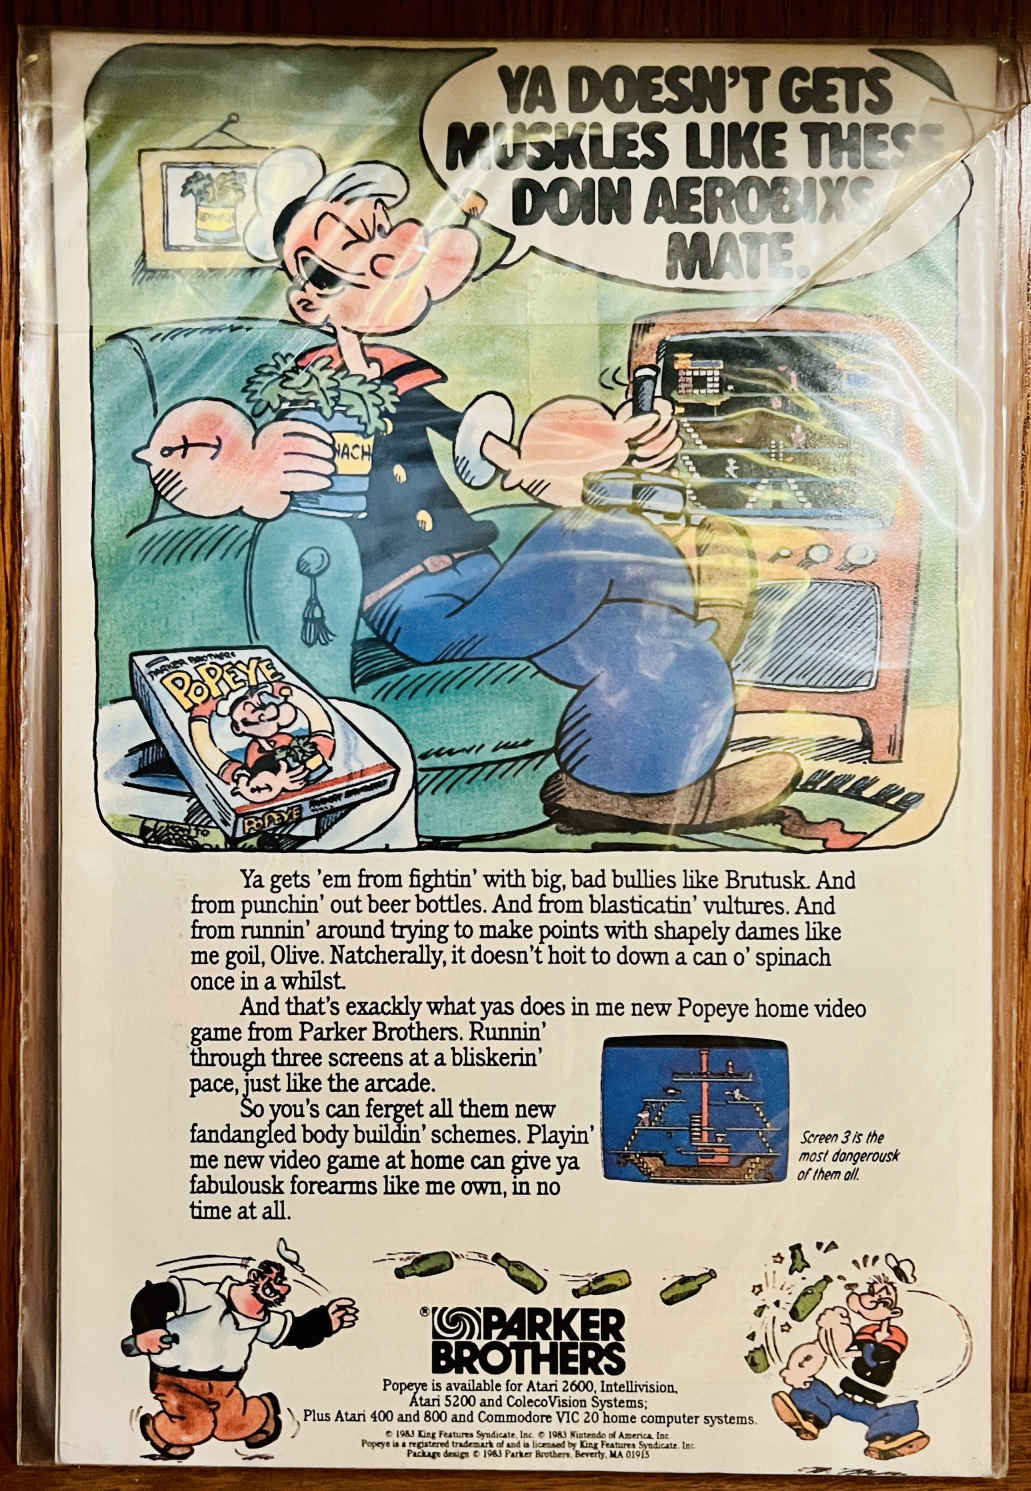 YA DOESN'T GETS
MUSKLES LIKE THESE
DOIN AEROBIXS
MATE.
NACH
PARKER BROTHERS
POPEYE
POPEYE
PARKER BROTHERS
Ya gets 'em from fightin' with big, bad bullies like Brutusk. And
from punchin' out beer bottles. And from blasticatin' vultures. And
from runnin' around trying to make points with shapely dames like
me goil, Olive. Natcherally, it doesn't hoit to down a can o' spinach
once in a whilst.
And that's exackly what yas does in me new Popeye home video
game from Parker Brothers. Runnin'
through three screens at a bliskerin'
pace, just like the arcade.
So you's can ferget all them new
fandangled body buildin' schemes. Playin'
me new video game at home can give ya
fabulousk forearms like me own, in no
time at all.
Screen 3 is the
most dangerousk
of them all.
® PARKER
BROTHERS
Popeye is available for Atari 2600, Intellivision,
Atari 5200 and ColecoVision Systems;
Plus Atari 400 and 800 and Commodore VIC 20 home computer systems.
© 1983 King Features Syndicate, Inc. © 1983 Nintendo of America, Inc.
Popeye is a registered trademark of and is licensed by King Features Syndicate, Inc.
Package design © 1983 Parker Brothers, Beverly, MA 01915